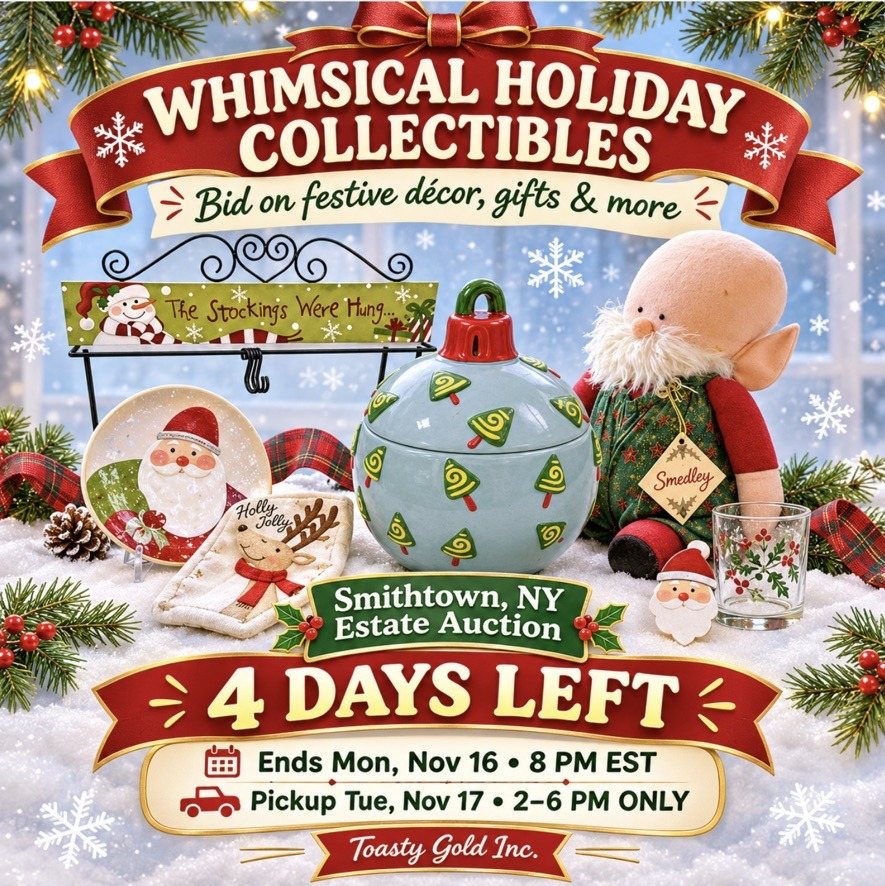 WHIMSICAL HOLIDAY
COLLECTIBLES
Bid on festive décor, gifts & more
The Stockings Were Hung...
Holly
Jolly
Smedley
Smithtown, NY
Estate Auction
4 DAYS LEFT
Ends Mon, Nov 16 • 8 PM EST
Pickup Tue, Nov 17 • 2–6 PM ONLY
Toasty Gold Inc.